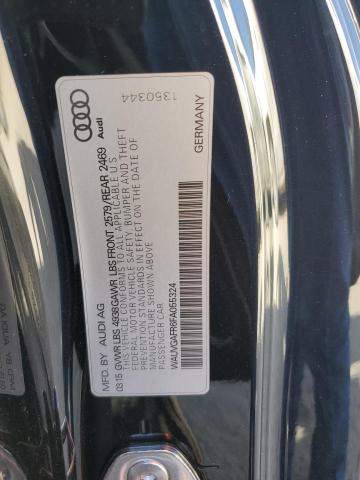 MFD. BY AUDI AG
03.15 GVWR LBS 4938 GAWR LBS FRONT 2579/REAR 2469
THIS VEHICLE CONFORMS TO ALL APPLICABLE U.S.
FEDERAL MOTOR VEHICLE SAFETY, BUMPER AND THEFT
PREVENTION STANDARDS IN EFFECT ON THE DATE OF
MANUFACTURE SHOWN ABOVE.
PASSENGER CAR
WAUVGAFR6FA055324
Audi
1350344
GERMANY